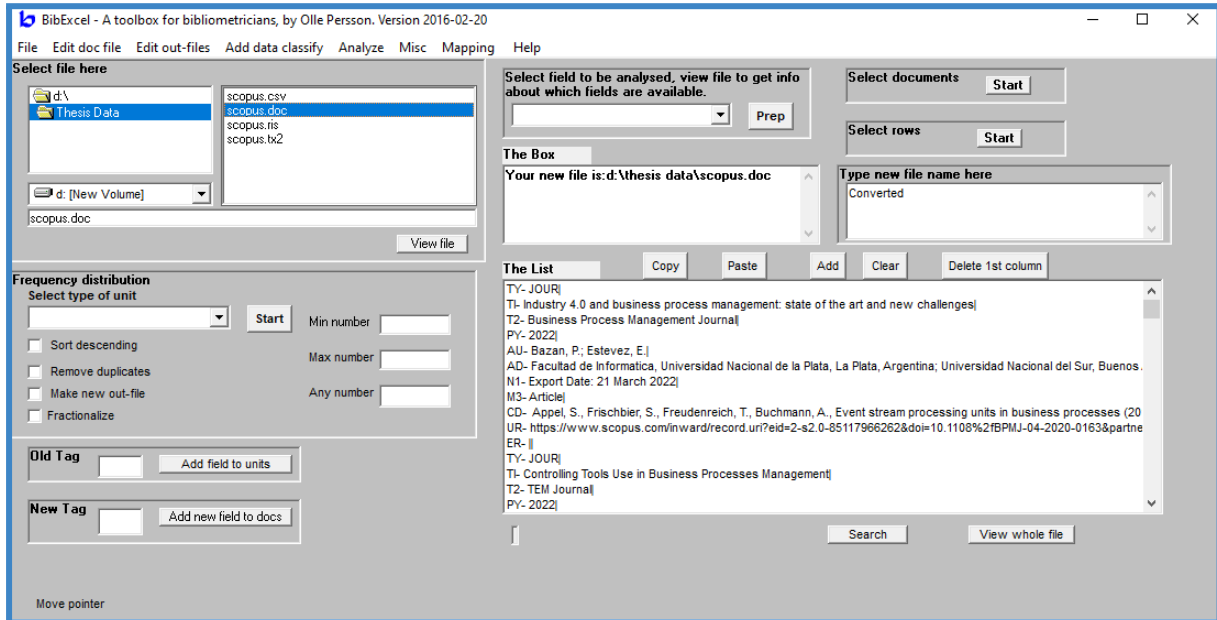 BibExcel - A toolbox for bibliometricians, by Olle Persson. Version 2016-02-20
File Edit doc file Edit out-files Add data classify Analyze Misc Mapping Help
Select file here
d:\
Thesis Data
scopus.csv
scopus.doc
scopus.ris
scopus.tx2
d: [New Volume]
scopus.doc
View file
Select field to be analysed, view file to get info
about which fields are available.
Prep
Select documents
Start
Select rows
Start
The Box
Your new file is:d:\thesis data\scopus.doc
Type new file name here
Converted
Frequency distribution
Select type of unit
Start
Sort descending
Remove duplicates
Make new out-file
Fractionalize
Min number
Max number
Any number
Old Tag
Add field to units
New Tag
Add new field to docs
Move pointer
The List
Copy
Paste
Add
Clear
Delete 1st column
TY- JOUR|
TI- Industry 4.0 and business process management: state of the art and new challenges|
T2- Business Process Management Journal|
PY- 2022|
AU- Bazan, P.; Estevez, E.|
AD- Facultad de Informatica, Universidad Nacional de la Plata, La Plata, Argentina; Universidad Nacional del Sur, Buenos
N1- Export Date: 21 March 2022|
M3- Article|
CD- Appel, S., Frischbier, S., Freudenreich, T., Buchmann, A., Event stream processing units in business processes (20
UR- https://www.scopus.com/inward/record.uri?eid=2-s2.0-85117966262&doi=10.1108%2fBPMJ-04-2020-0163&partne
ER- ||
TY- JOUR|
TI- Controlling Tools Use in Business Processes Management|
T2- TEM Journal|
PY- 2022|
Search
View whole file